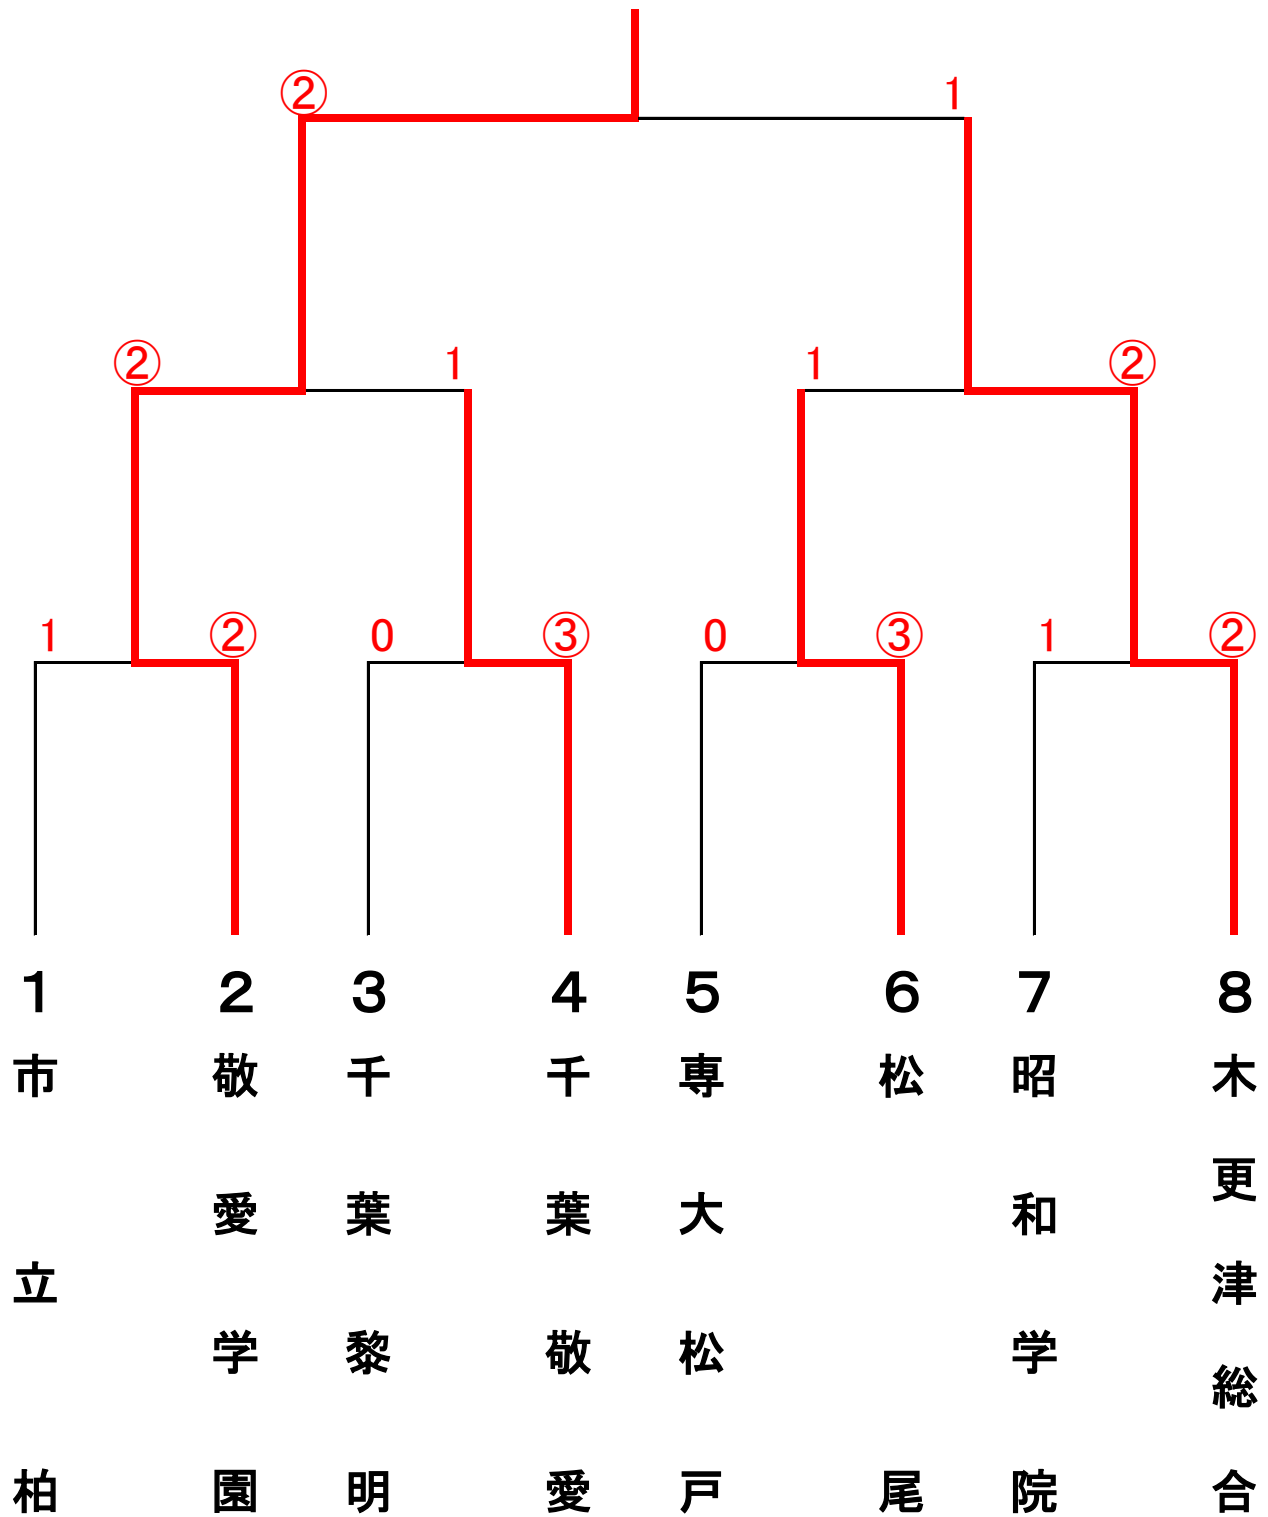 ② 1
② 1 1 ②
1 ② 0 ③ 0 ③ 1 ②
1 2 3 4 5 6 7 8
市立柏
敬愛学園
千葉黎明
千葉敬愛
専大松戸
松尾
昭和学院
木更津総合